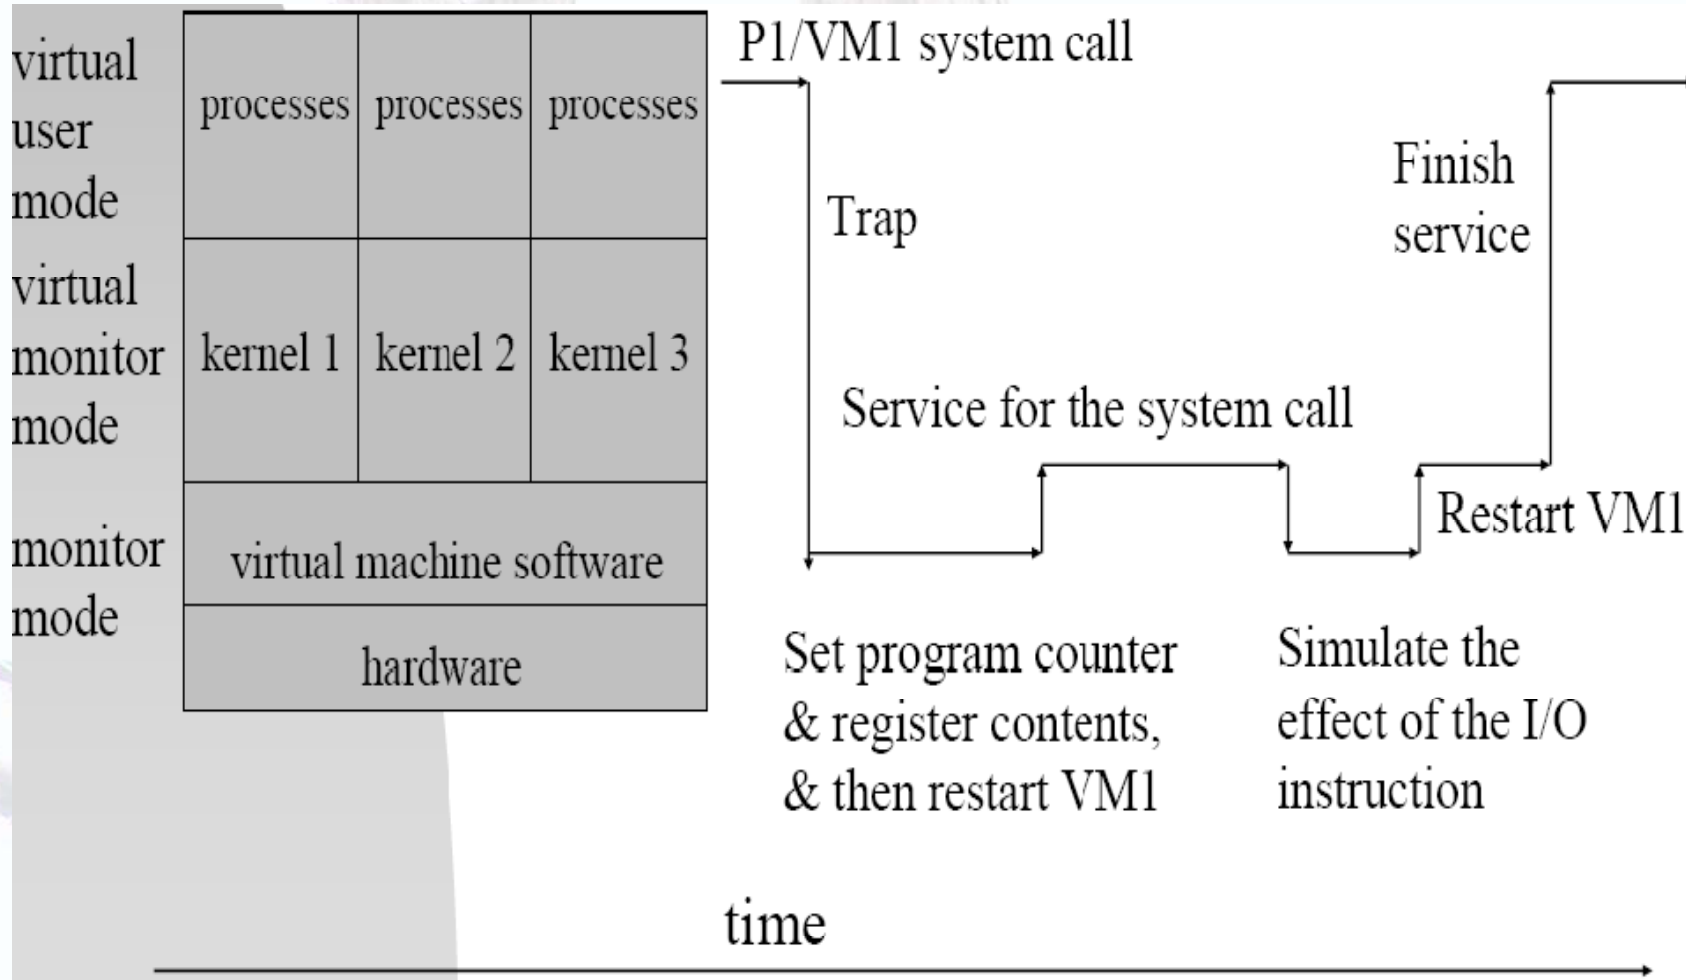 virtual
user
mode
processes
processes
processes
virtual
monitor
mode
kernel 1
kernel 2
kernel 3
monitor
mode
virtual machine software
hardware
P1/VM1 system call
Trap
Finish
service
Service for the system call
Restart VM1
Set program counter
& register contents,
& then restart VM1
Simulate the
effect of the I/O
instruction
time